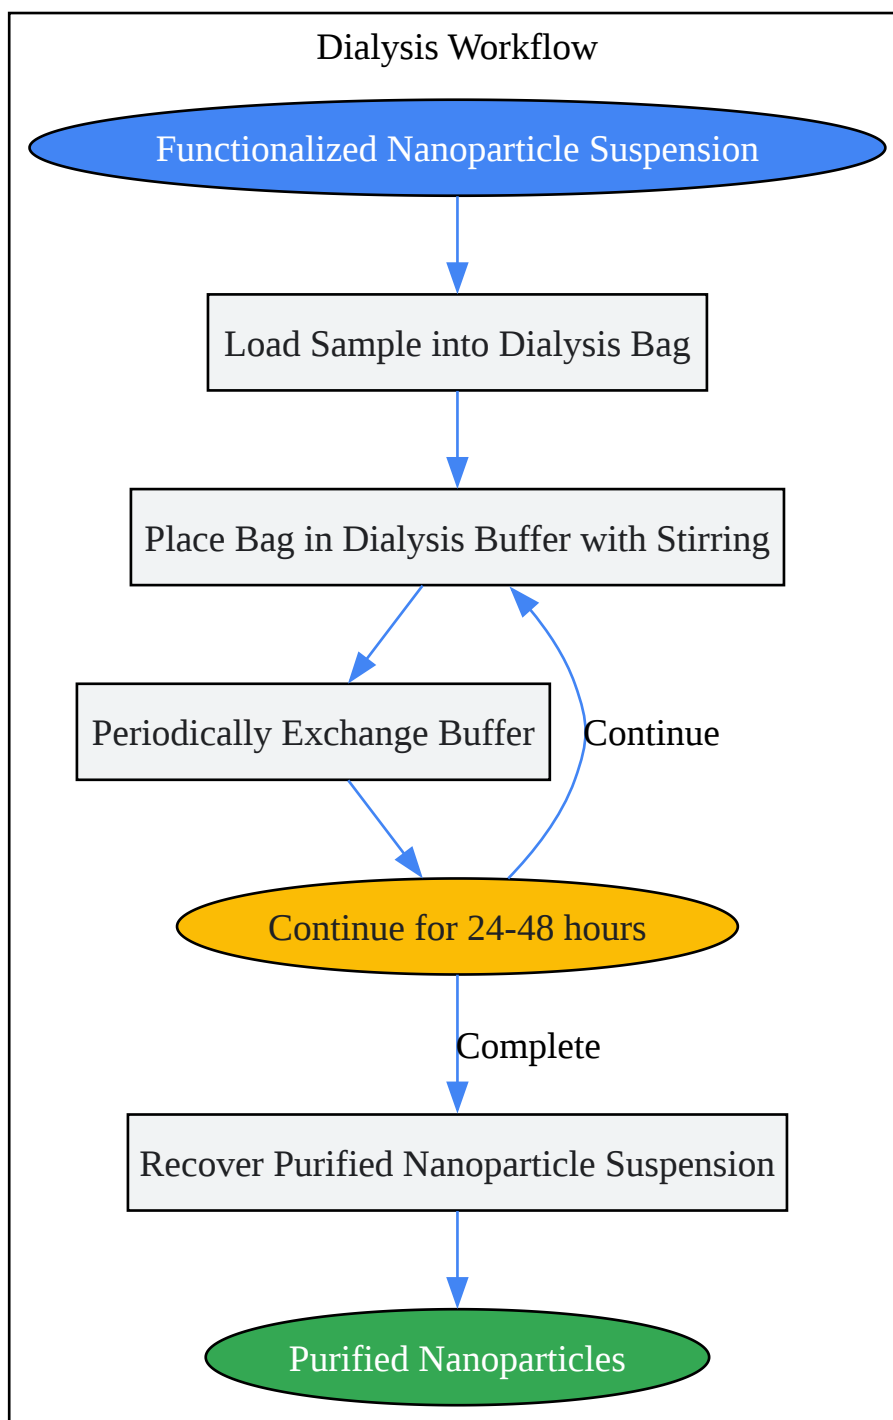 Dialysis Workflow
Functionalized Nanoparticle Suspension
Load Sample into Dialysis Bag
Place Bag in Dialysis Buffer with Stirring
Periodically Exchange Buffer
Continue
Continue for 24-48 hours
Complete
Recover Purified Nanoparticle Suspension
Purified Nanoparticles